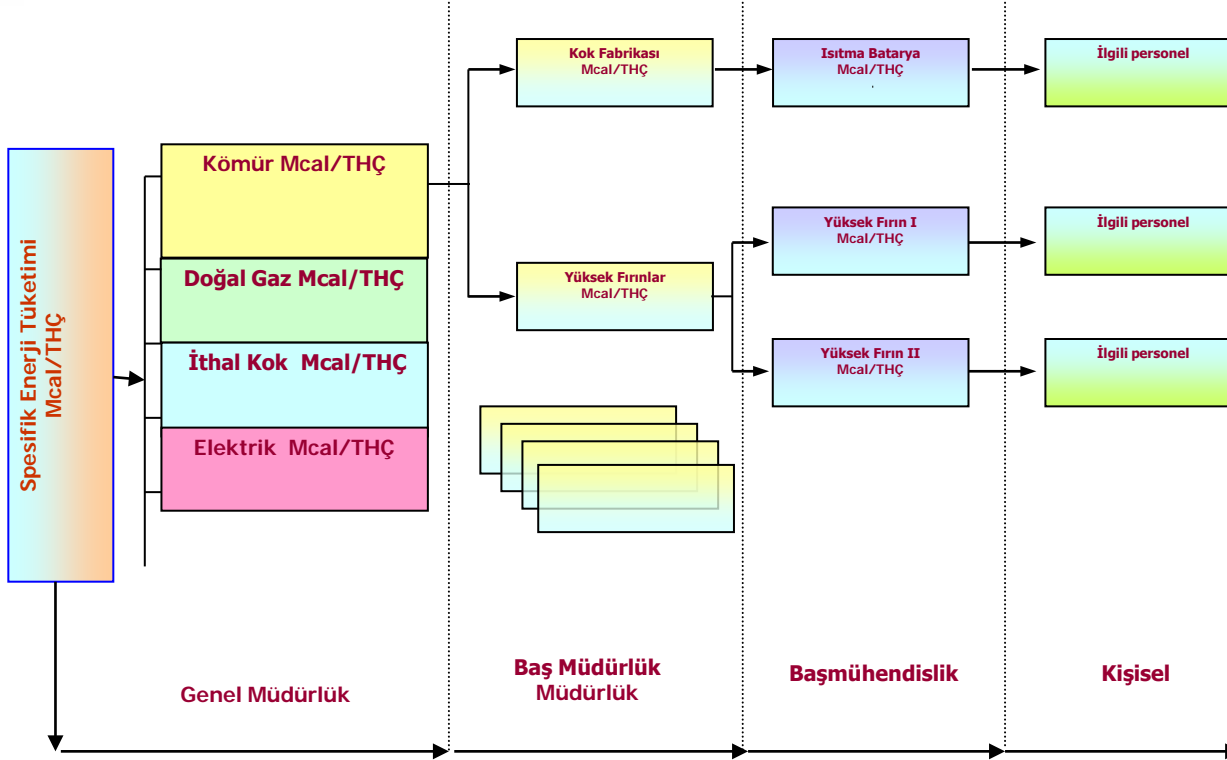 Spesifik Enerji Tüketimi
Mcal/THÇ
Kömür Mcal/THÇ
Doğal Gaz Mcal/THÇ
İthal Kok Mcal/THÇ
Elektrik Mcal/THÇ
Kok Fabrikası
Mcal/THÇ
Yüksek Fırınlar
Mcal/THÇ
Isıtma Batarya
Mcal/THÇ
.
Yüksek Fırın I
Mcal/THÇ
Yüksek Fırın II
Mcal/THÇ
İlgili personel
İlgili personel
İlgili personel
Genel Müdürlük
Baş Müdürlük
Müdürlük
Başmühendislik
Kişisel